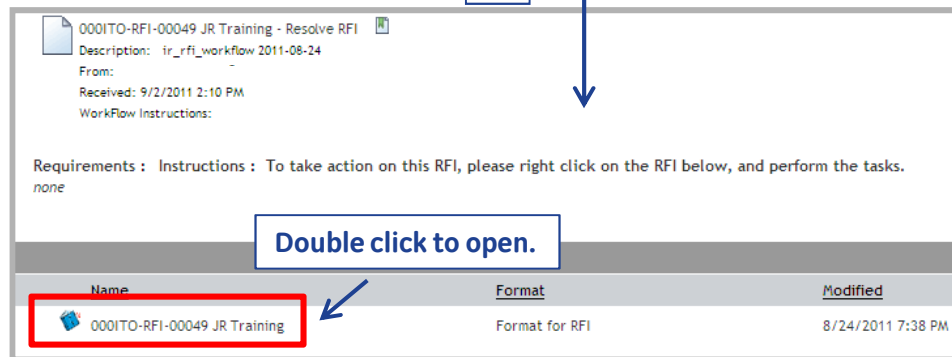 000ITO-RFI-00049 JR Training - Resolve RFI
Description: ir_rfi_workflow 2011-08-24
From:
Received: 9/2/2011 2:10 PM
WorkFlow Instructions:
Requirements : Instructions : To take action on this RFI, please right click on the RFI below, and perform the tasks.
none
Double click to open.
Name Format Modified
000ITO-RFI-00049 JR Training Format for RFI 8/24/2011 7:38 PM